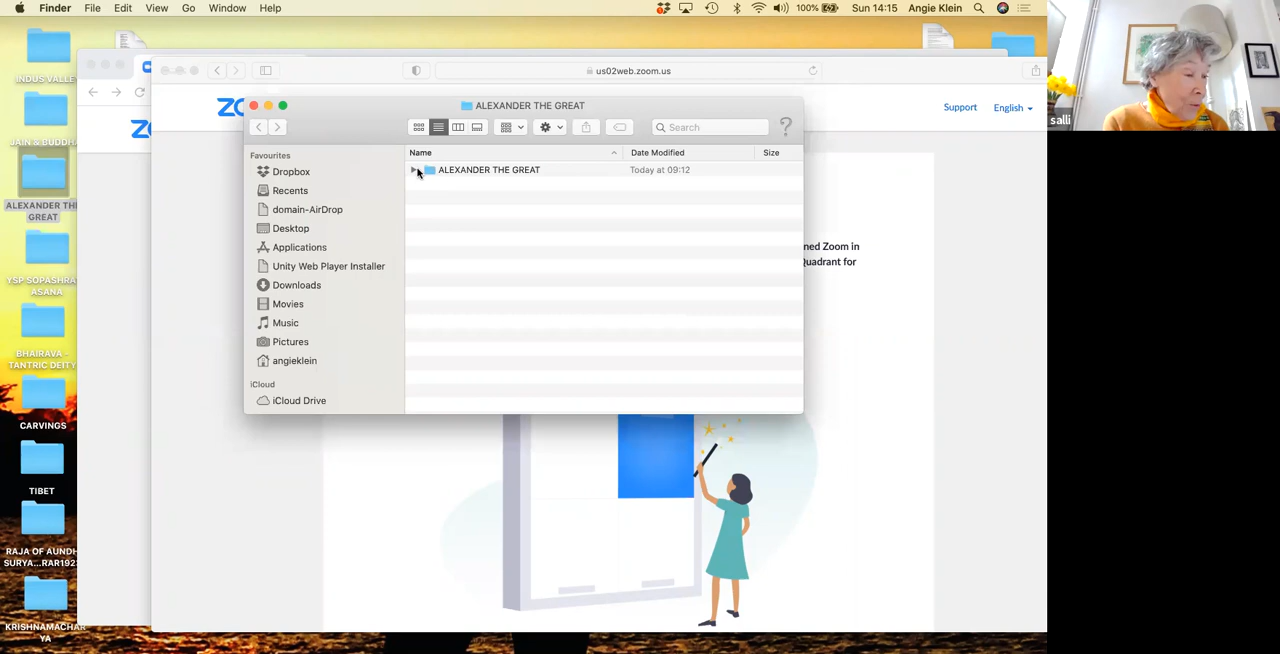 Finder File Edit View Go Window Help 100% Sun 14:15 Angie Klein
us02web.zoom.us
Support English
ALEXANDER THE GREAT
Search
Favourites
Dropbox
Recents
domain-AirDrop
Desktop
Applications
Unity Web Player Installer
Downloads
Movies
Music
Pictures
angieklein
iCloud
iCloud Drive
Name Date Modified Size
ALEXANDER THE GREAT Today at 09:12
ned Zoom in
Quadrant for
INDUS VALLEY
JAIN & BUDDH
ALEXANDER THE
GREAT
YSP SOPASHRA
ASANA
BHAIRAVA -
TANTRIC DEITY
CARVINGS
TIBET
RAJA OF AUNDH
SURYA...RAR192
KRISHNAMACHAR
YA
salli